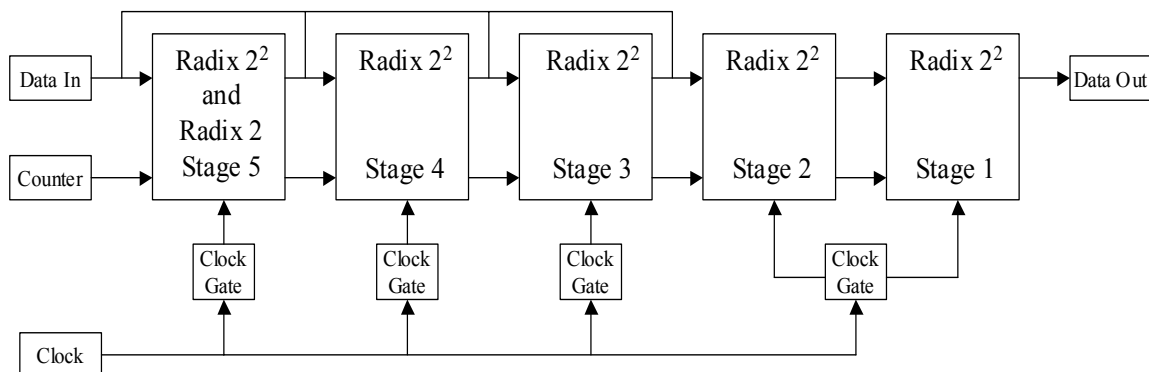 Data In
Counter
Radix 2²
and
Radix 2
Stage 5
Radix 2²
Stage 4
Radix 2²
Stage 3
Radix 2²
Stage 2
Radix 2²
Stage 1
Data Out
Clock
Gate
Clock
Gate
Clock
Gate
Clock
Gate
Clock